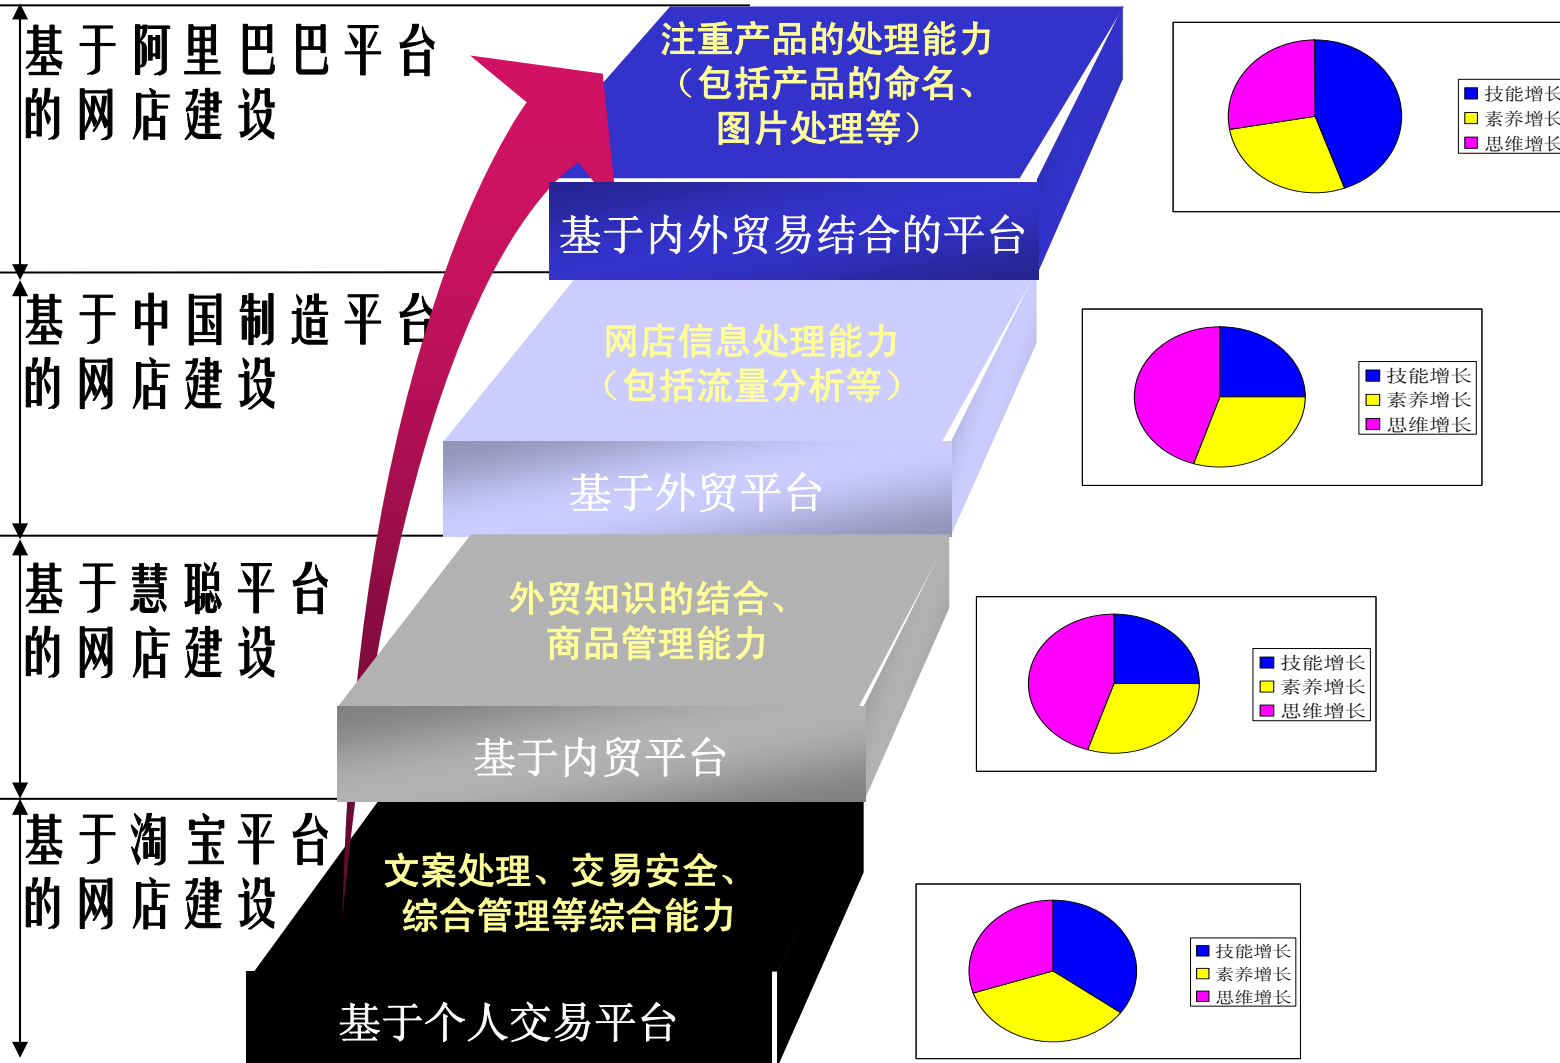 基于阿里巴巴平台
的网店建设
注重产品的处理能力
（包括产品的命名、
图片处理等）
基于内外贸易结合的平台
技能增长
素养增长
思维增长
基于中国制造平台
的网店建设
网店信息处理能力
（包括流量分析等）
基于外贸平台
技能增长
素养增长
思维增长
基于慧聪平台
的网店建设
外贸知识的结合、
商品管理能力
基于内贸平台
技能增长
素养增长
思维增长
基于淘宝平台
的网店建设
文案处理、交易安全、
综合管理等综合能力
基于个人交易平台
技能增长
素养增长
思维增长